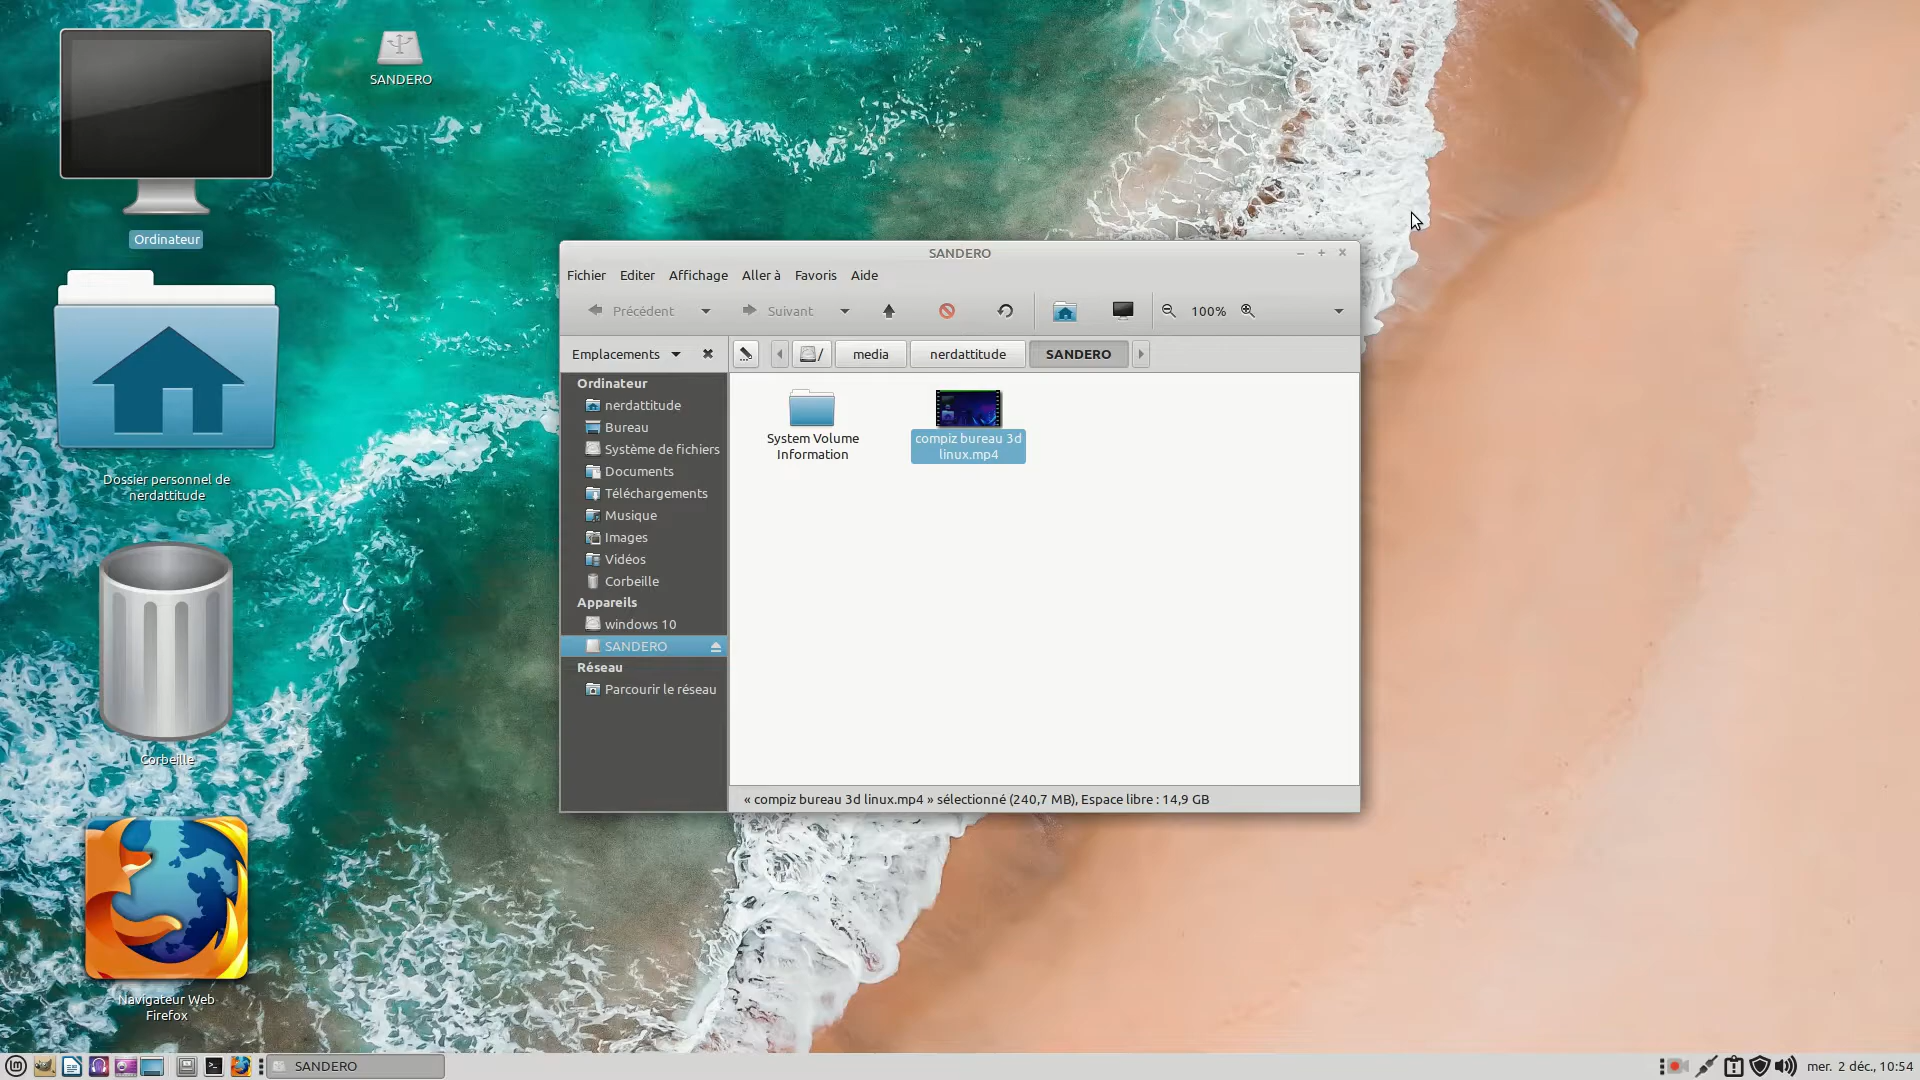 SANDERO
Ordinateur
Dossier personnel de
nerdattitude
Corbeille
Navigateur Web
Firefox
SANDERO
Fichier Editer Affichage Aller à Favoris Aide
Précédent Suivant 100%
Emplacements / media nerdattitude SANDERO
Ordinateur
nerdattitude
Bureau
Système de fichiers
Documents
Téléchargements
Musique
Images
Vidéos
Corbeille
Appareils
windows 10
SANDERO
Réseau
Parcourir le réseau
System Volume
Information
compiz bureau 3d
linux.mp4
« compiz bureau 3d linux.mp4 » sélectionné (240,7 MB), Espace libre : 14,9 GB
SANDERO
mer. 2 déc., 10:54